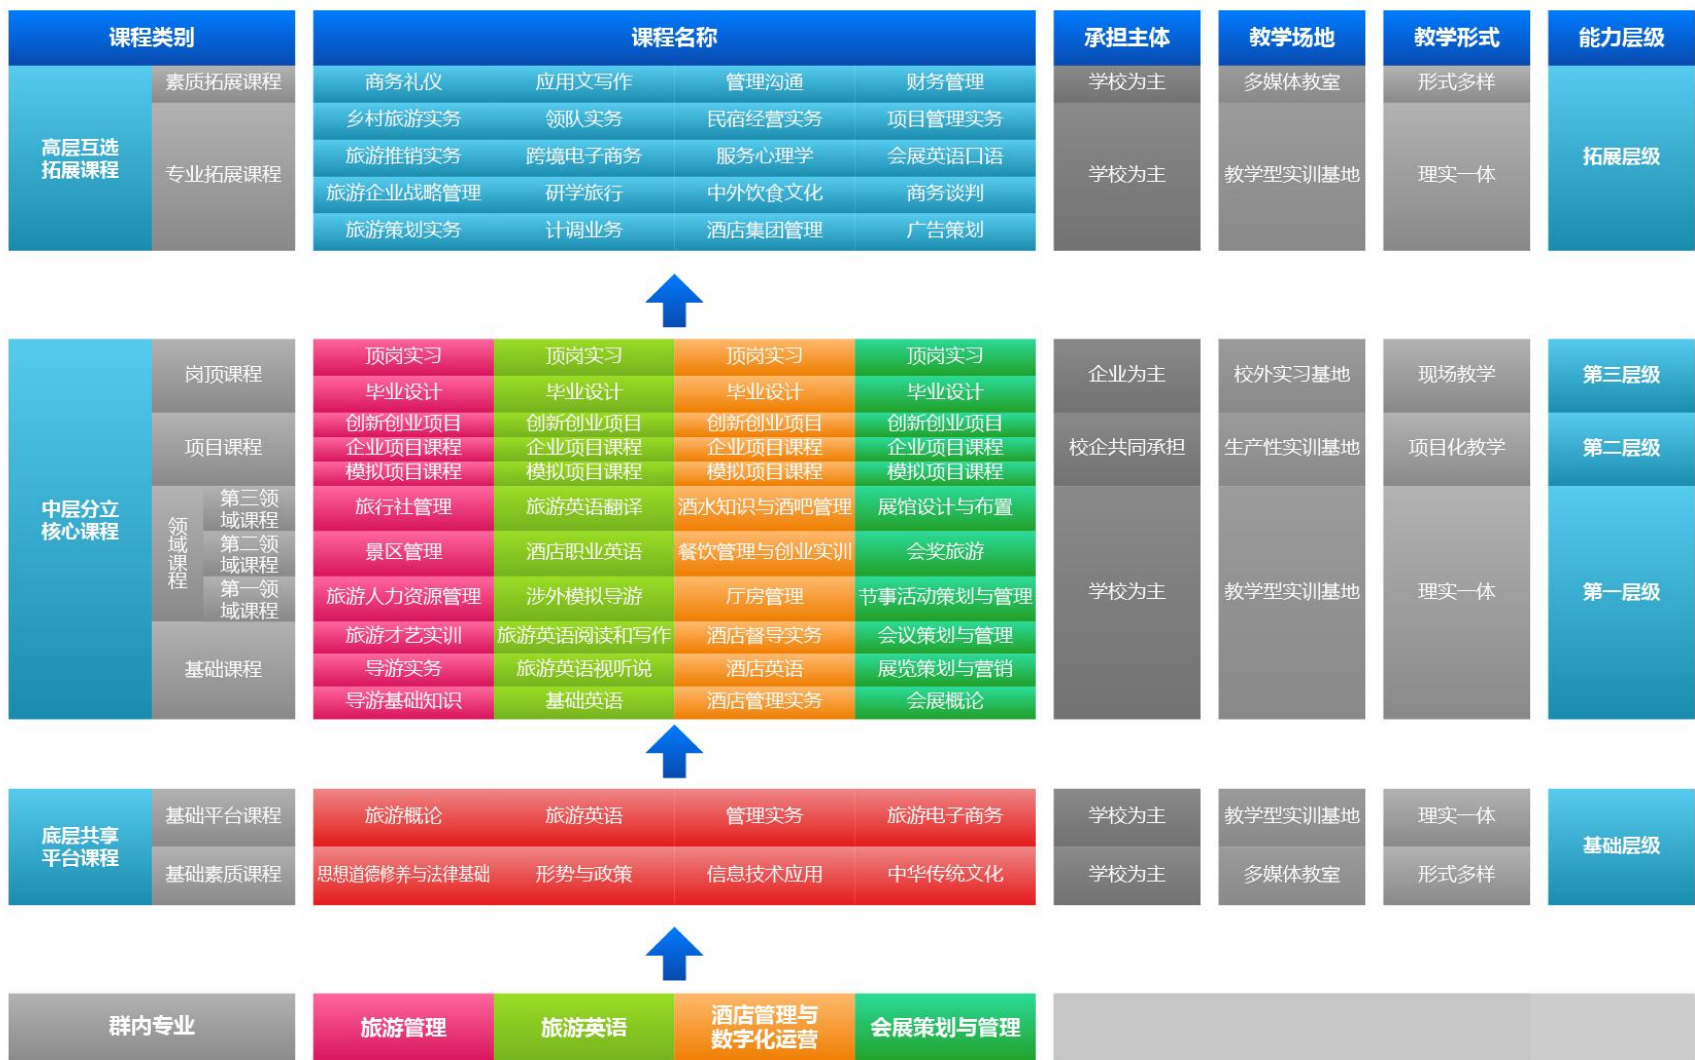 课程类别 课程名称 承担主体 教学场地 教学形式 能力层级
高层互选
拓展课程
素质拓展课程 商务礼仪 应用文写作 管理沟通 财务管理 学校为主 多媒体教室 形式多样
专业拓展课程
乡村旅游实务 领队实务 民宿经营实务 项目管理实务
旅游推销实务 跨境电子商务 服务心理学 会展英语口语
旅游企业战略管理 研学旅行 中外饮食文化 商务谈判
旅游策划实务 计调业务 酒店集团管理 广告策划
学校为主 教学型实训基地 理实一体
拓展层级
中层分立
核心课程
岗顶课程
顶岗实习 顶岗实习 顶岗实习 顶岗实习
毕业设计 毕业设计 毕业设计 毕业设计
企业为主 校外实习基地 现场教学 第三层级
项目课程
创新创业项目 创新创业项目 创新创业项目 创新创业项目
企业项目课程 企业项目课程 企业项目课程 企业项目课程
模拟项目课程 模拟项目课程 模拟项目课程 模拟项目课程
校企共同承担 生产性实训基地 项目化教学 第二层级
领域课程
第三领
域课程
旅行社管理 旅游英语翻译 酒水知识与酒吧管理 展馆设计与布置
第二领
域课程
景区管理 酒店职业英语 餐饮管理与创业实训 会奖旅游
第一领
域课程
旅游人力资源管理 涉外模拟导游 厅房管理 节事活动策划与管理
基础课程
旅游才艺实训 旅游英语阅读和写作 酒店督导实务 会议策划与管理
导游实务 旅游英语视听说 酒店英语 展览策划与营销
导游基础知识 基础英语 酒店管理实务 会展概论
学校为主 教学型实训基地 理实一体 第一层级
底层共享
平台课程
基础平台课程 旅游概论 旅游英语 管理实务 旅游电子商务 学校为主 教学型实训基地 理实一体
基础素质课程 思想道德修养与法律基础 形势与政策 信息技术应用 中华传统文化 学校为主 多媒体教室 形式多样
基础层级
群内专业 旅游管理 旅游英语
酒店管理与
数字化运营
会展策划与管理